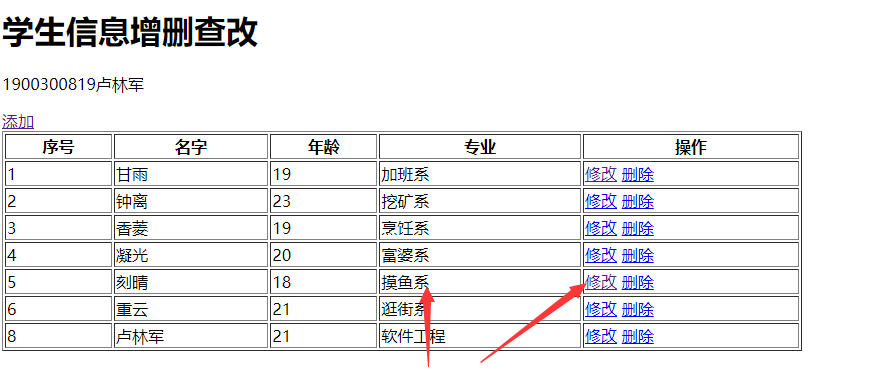 学生信息增删查改
1900300819卢林军
添加
序号 名字 年龄 专业 操作
1 甘雨 19 加班系 修改 删除
2 钟离 23 挖矿系 修改 删除
3 香菱 19 烹饪系 修改 删除
4 凝光 20 富婆系 修改 删除
5 刻晴 18 摸鱼系 修改 删除
6 重云 21 逛街系 修改 删除
8 卢林军 21 软件工程 修改 删除